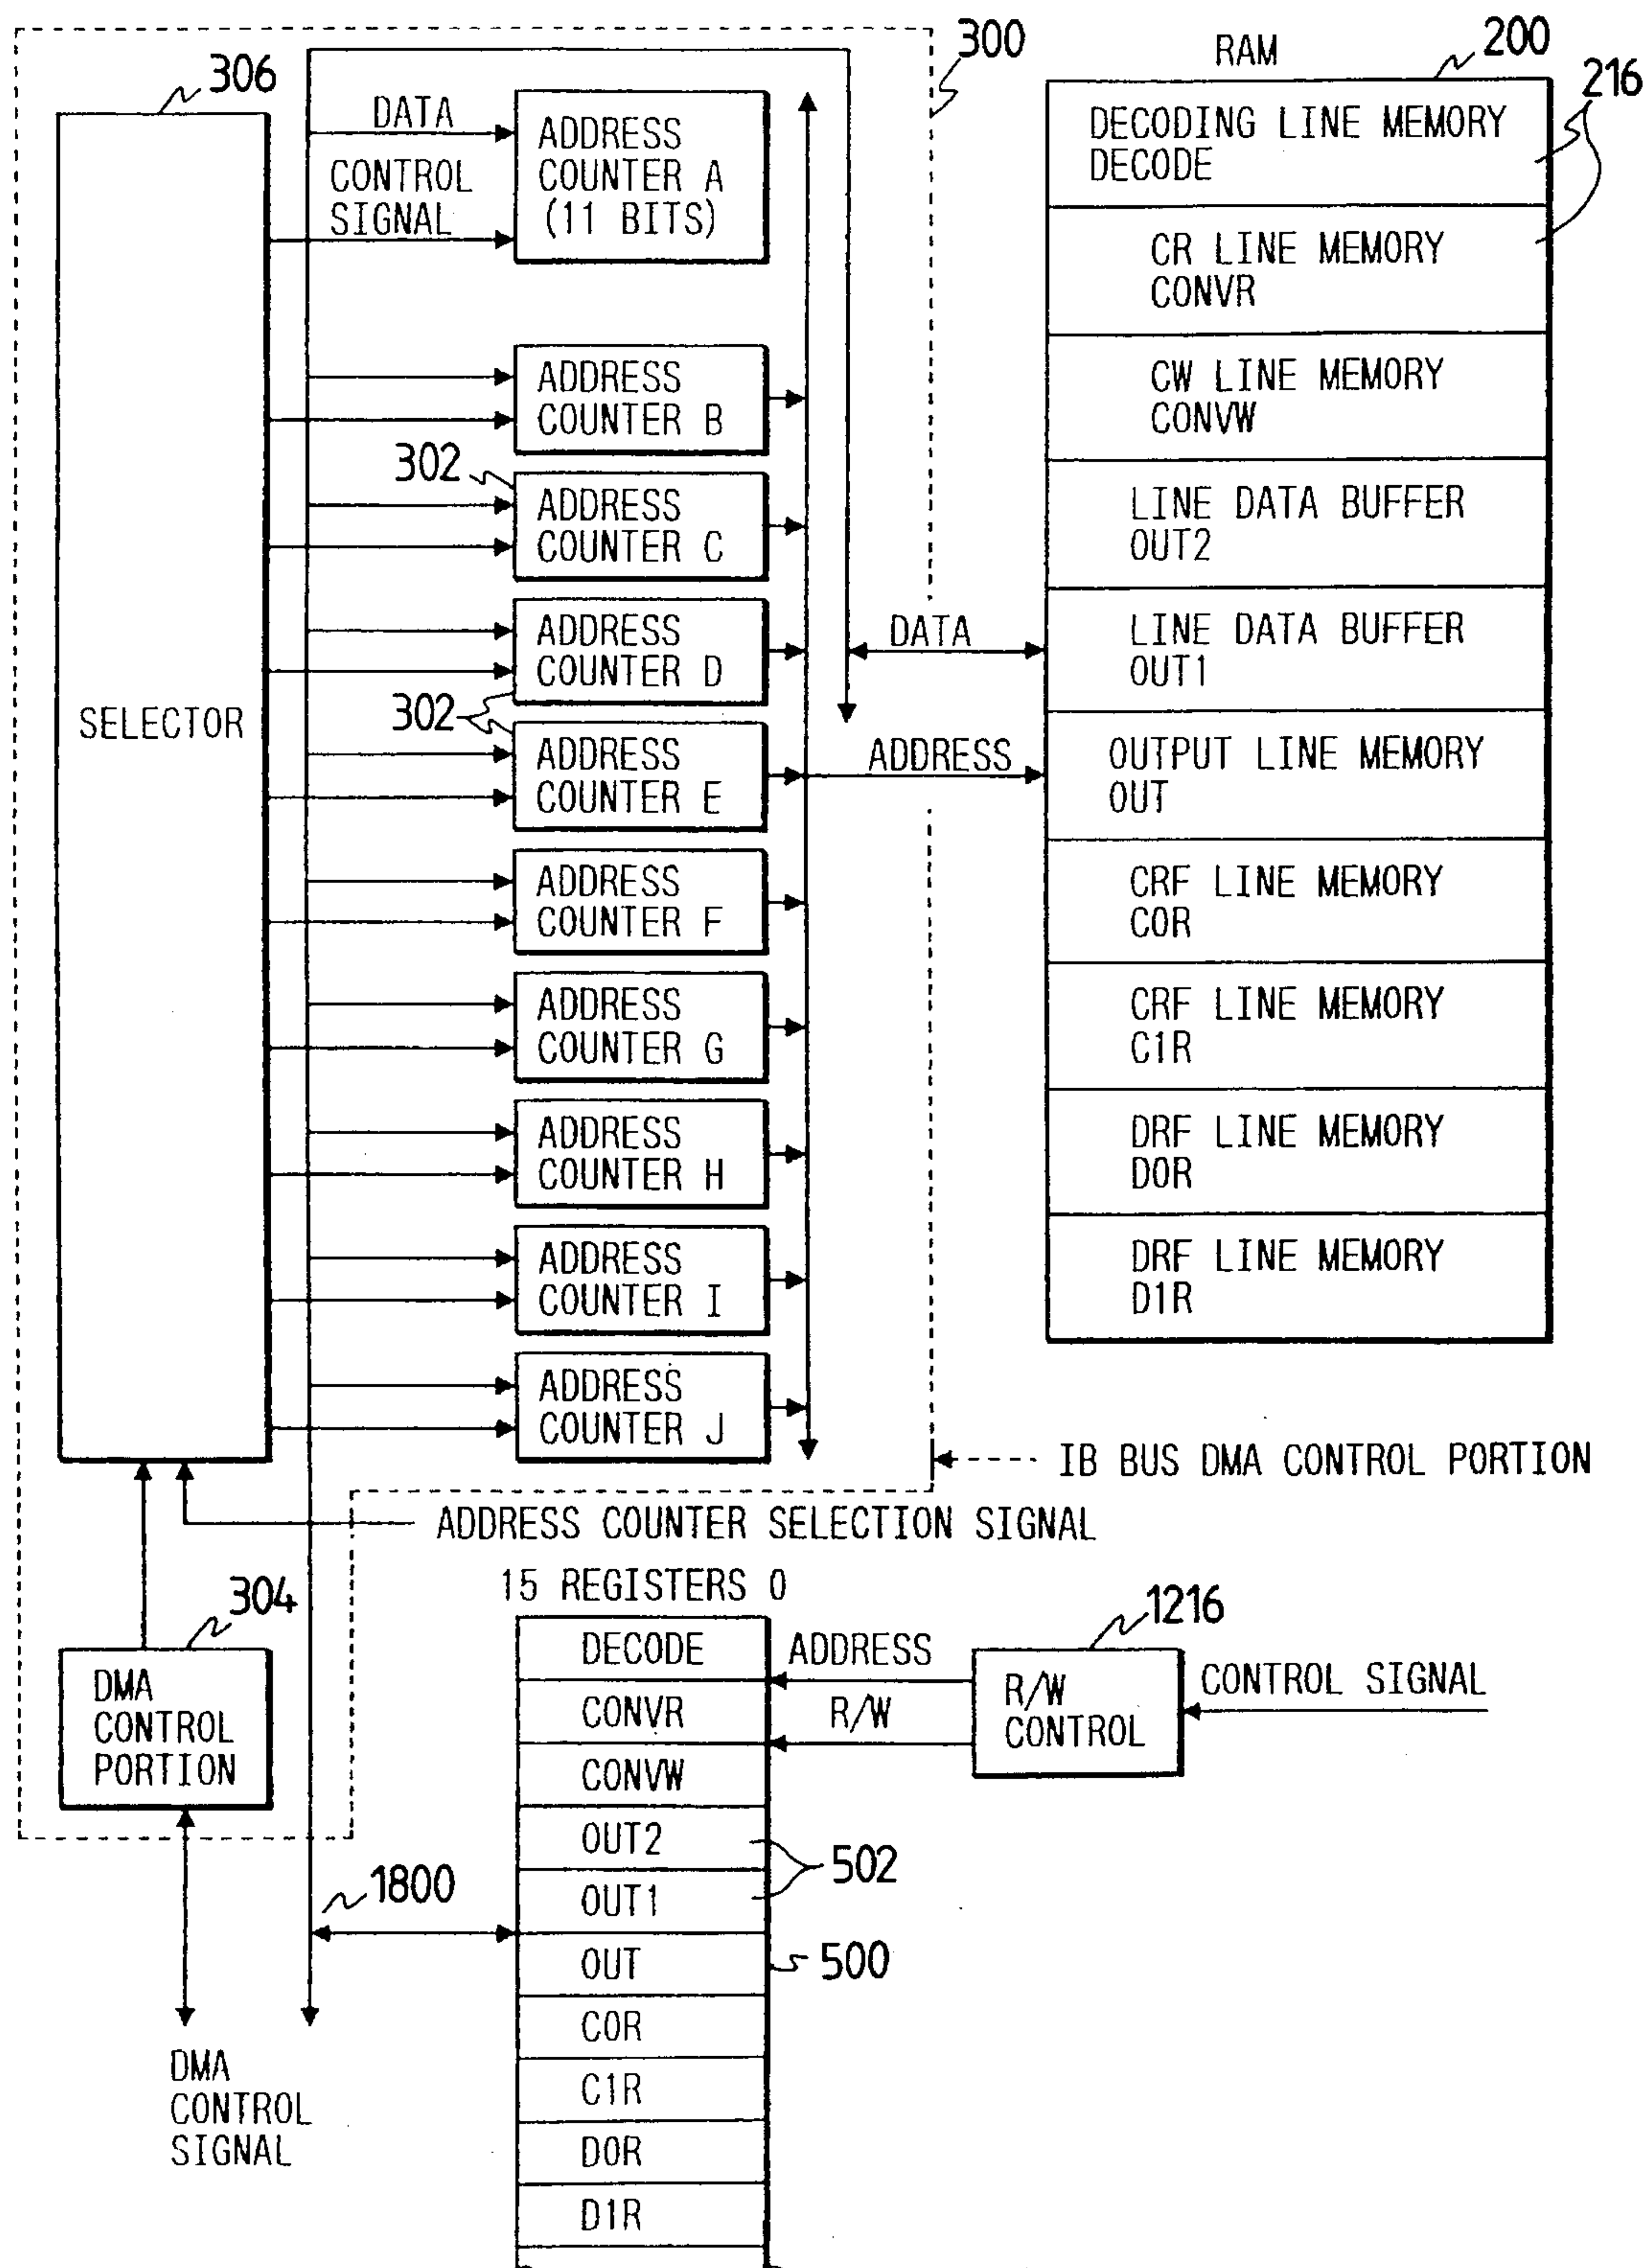 300
RAM
200
216
306
DATA
CONTROL
SIGNAL
ADDRESS
COUNTER A
(11 BITS)
ADDRESS
COUNTER B
302
ADDRESS
COUNTER C
ADDRESS
COUNTER D
302
ADDRESS
COUNTER E
ADDRESS
COUNTER F
ADDRESS
COUNTER G
ADDRESS
COUNTER H
ADDRESS
COUNTER I
ADDRESS
COUNTER J
SELECTOR
DATA
ADDRESS
DECODING LINE MEMORY
DECODE
CR LINE MEMORY
CONVR
CW LINE MEMORY
CONVW
LINE DATA BUFFER
OUT2
LINE DATA BUFFER
OUT1
OUTPUT LINE MEMORY
OUT
CRF LINE MEMORY
C0R
CRF LINE MEMORY
C1R
DRF LINE MEMORY
D0R
DRF LINE MEMORY
D1R
IB BUS DMA CONTROL PORTION
ADDRESS COUNTER SELECTION SIGNAL
304
DMA
CONTROL
PORTION
DMA
CONTROL
SIGNAL
1800
15 REGISTERS 0
DECODE
CONVR
CONVW
OUT2
OUT1
OUT
C0R
C1R
D0R
D1R
502
500
ADDRESS
R/W
1216
R/W
CONTROL
CONTROL SIGNAL